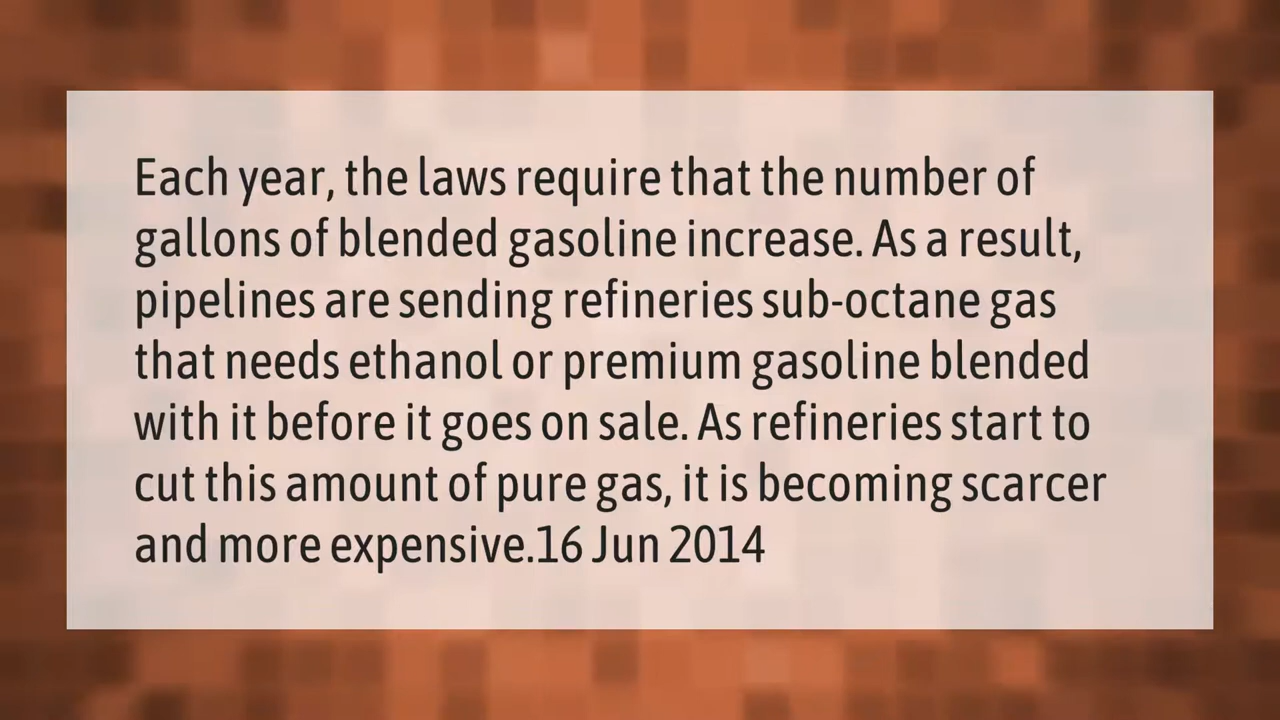 Each year, the laws require that the number of
gallons of blended gasoline increase. As a result,
pipelines are sending refineries sub-octane gas
that needs ethanol or premium gasoline blended
with it before it goes on sale. As refineries start to
cut this amount of pure gas, it is becoming scarcer
and more expensive.16 Jun 2014